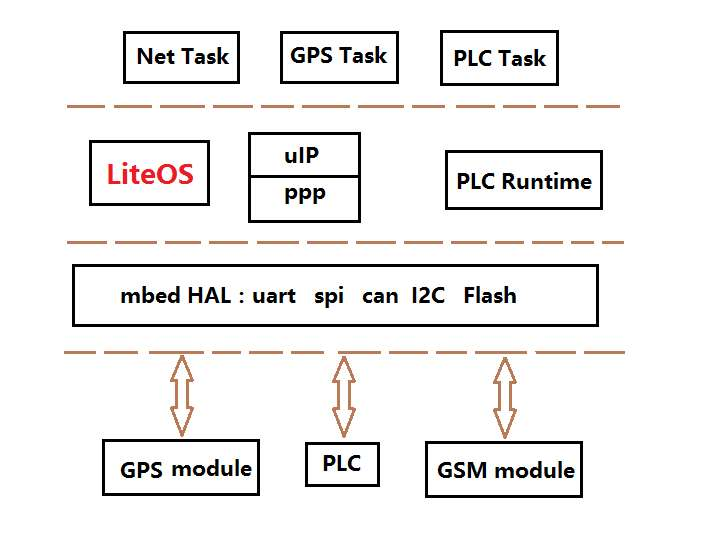 Net Task
GPS Task
PLC Task
LiteOS
uIP
ppp
PLC Runtime
mbed HAL：uart spi can I2C Flash
GPS module
PLC
GSM module